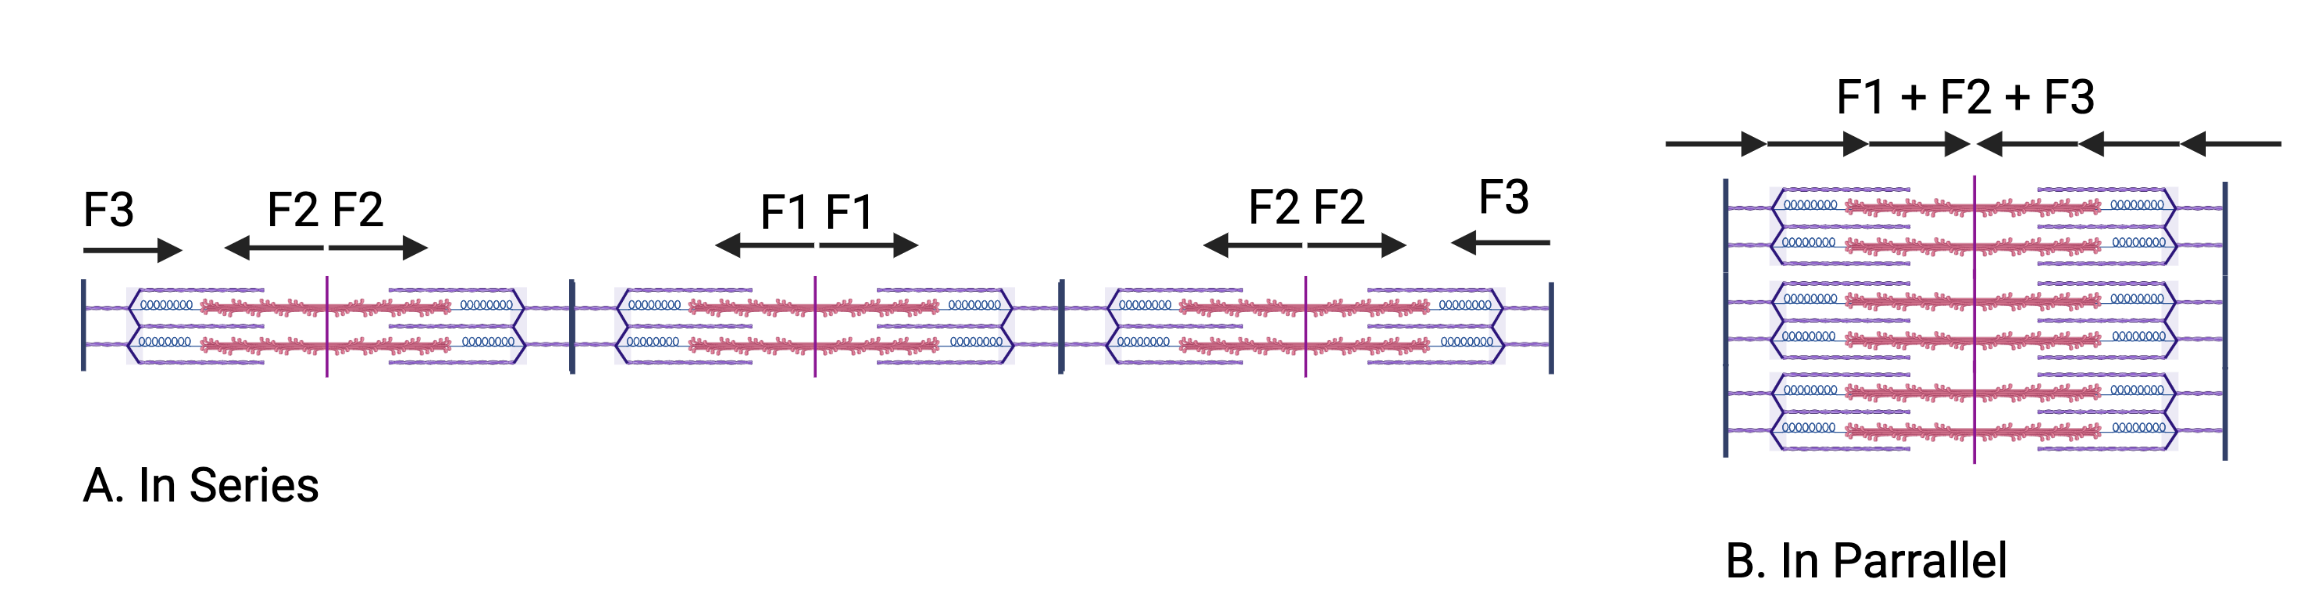 F3
F2 F2
F1 F1
F2 F2
F3
A. In Series
F1 + F2 + F3
B. In Parrallel